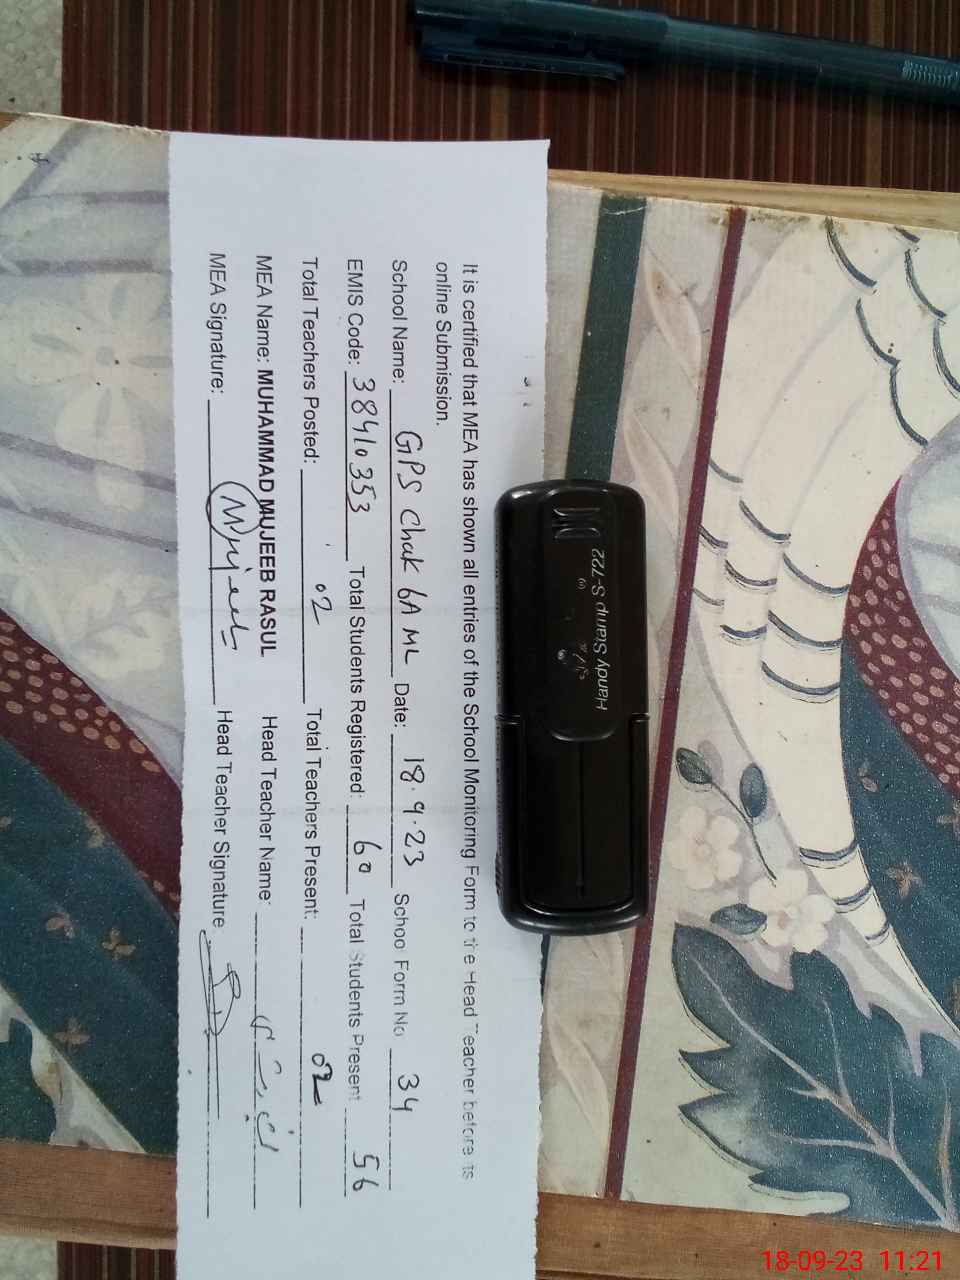 It is certified that MEA has shown all entries of the School Monitoring Form to the Head Teacher before its
online Submission.
School Name: GPS Chak 6A ML Date: 18.9.23 Schoo Form No 34
EMIS Code: 38410353 Total Students Registered: 60 Total Students Present 56
Total Teachers Posted: 02 Total Teachers Present: 02
MEA Name: MUHAMMAD MUJEEB RASUL Head Teacher Name:
MEA Signature: Mujeeb Head Teacher Signature
Handy Stamp S-722
18-09-23 11:21